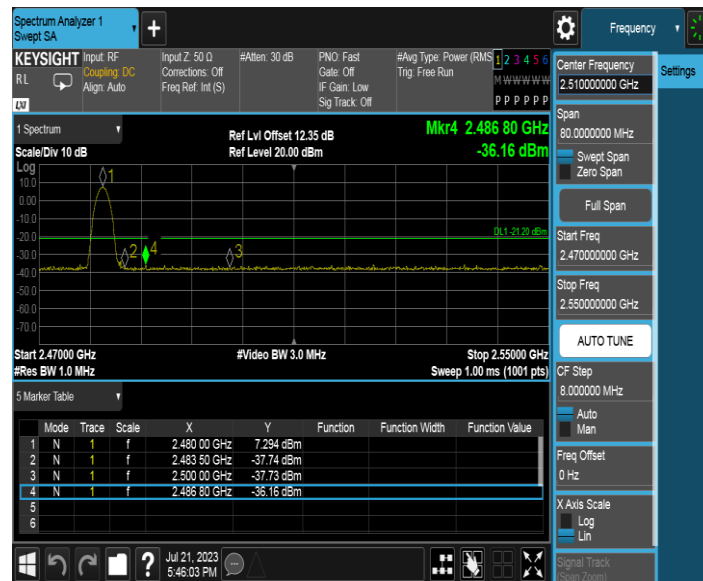 Spectrum Analyzer 1
Swept SA
+
Frequency
KEYSIGHT
RL
LXI
Input: RF
Coupling: DC
Align: Auto
Input Z: 50 Ω
Corrections: Off
Freq Ref: Int (S)
#Atten: 30 dB
PNO: Fast
Gate: Off
IF Gain: Low
Sig Track: Off
#Avg Type: Power (RMS
Trig: Free Run
1 2 3 4 5 6
M W W W W W
P P P P P P
Settings
Center Frequency
2.510000000 GHz
Span
80.0000000 MHz
Swept Span
Zero Span
Full Span
Start Freq
2.470000000 GHz
Stop Freq
2.550000000 GHz
AUTO TUNE
CF Step
8.000000 MHz
Auto
Man
Freq Offset
0 Hz
X Axis Scale
Log
Lin
Signal Track
(Span Zoom)
1 Spectrum
Scale/Div 10 dB
Ref Lvl Offset 12.35 dB
Ref Level 20.00 dBm
Mkr4 2.486 80 GHz
-36.16 dBm
Log
10.0
0.00
-10.0
-20.0
-30.0
-40.0
-50.0
-60.0
-70.0
1
2
4
3
DL1 -21.20 dBm
Start 2.47000 GHz
#Res BW 1.0 MHz
#Video BW 3.0 MHz
Stop 2.55000 GHz
Sweep 1.00 ms (1001 pts)
5 Marker Table
Mode Trace Scale X Y Function Function Width Function Value
1 N 1 f 2.480 00 GHz 7.294 dBm
2 N 1 f 2.483 50 GHz -37.74 dBm
3 N 1 f 2.500 00 GHz -37.73 dBm
4 N 1 f 2.486 80 GHz -36.16 dBm
5
6
?
Jul 21, 2023
5:46:03 PM